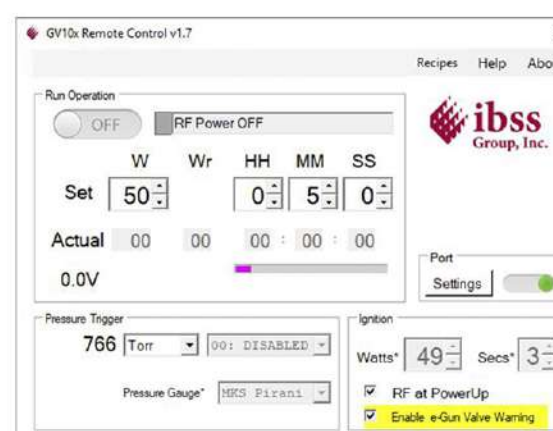 GV10x Remote Control v1.7
Recipes Help Abo
Run Operation
OFF RF Power OFF
ibss
Group, Inc.
W Wr HH MM SS
Set 50 0 5 0
Actual 00 00 00 : 00 : 00
0.0V
Port
Settings
Pressure Trigger
766 Torr 00: DISABLED
Pressure Gauge* MKS Pirani
Ignition
Watts* 49 Secs* 3
RF at PowerUp
Enable e-Gun Valve Warning